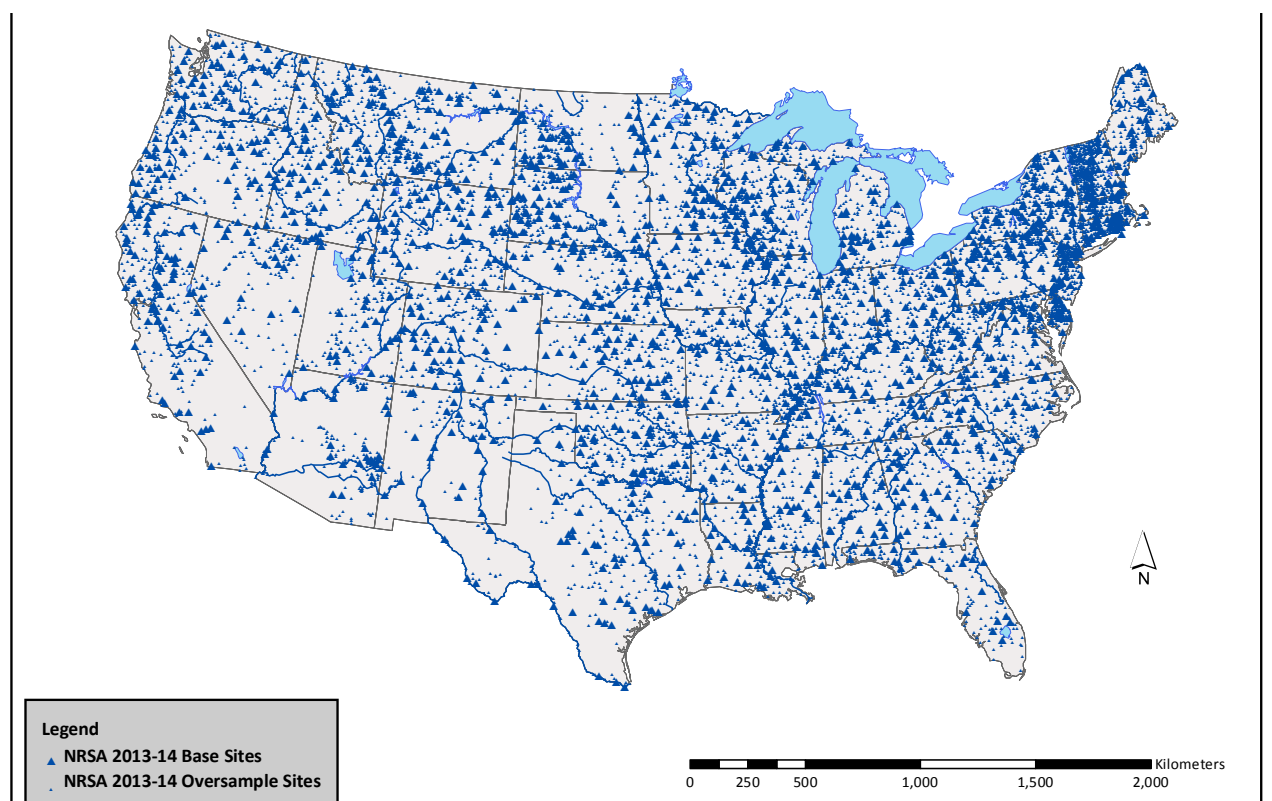 N
Legend
NRSA 2013-14 Base Sites
NRSA 2013-14 Oversample Sites
Kilometers
0 250 500 1,000 1,500 2,000